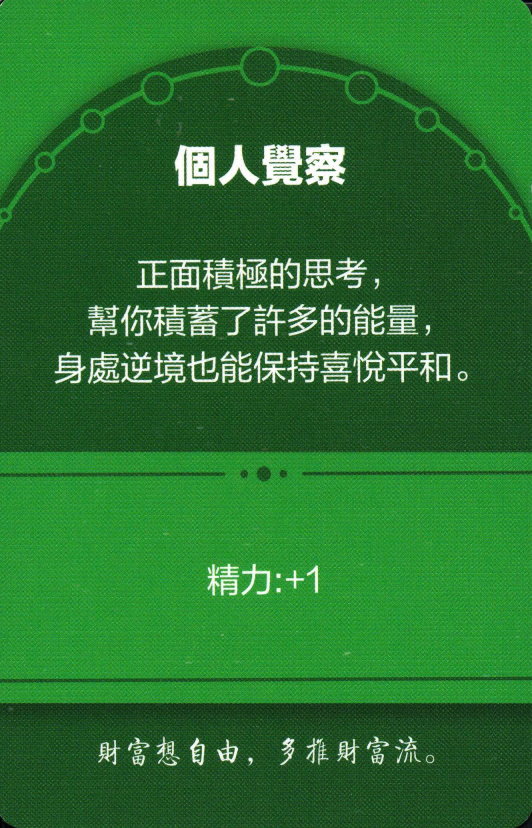 個人覺察
正面積極的思考，
幫你積蓄了許多的能量，
身處逆境也能保持喜悅平和。
精力:+1
財富想自由，多推財富流。